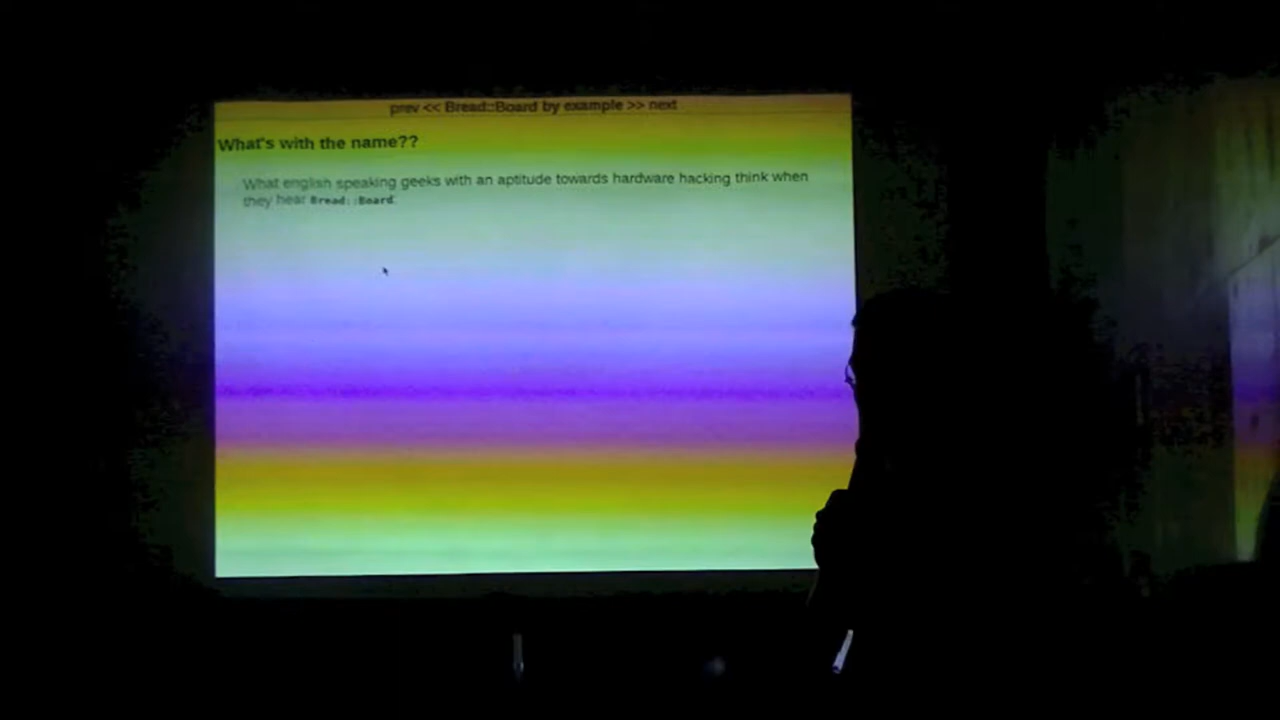 prev << Bread::Board by example >> next
What's with the name??
What english speaking geeks with an aptitude towards hardware hacking think when
they hear Bread::Board: